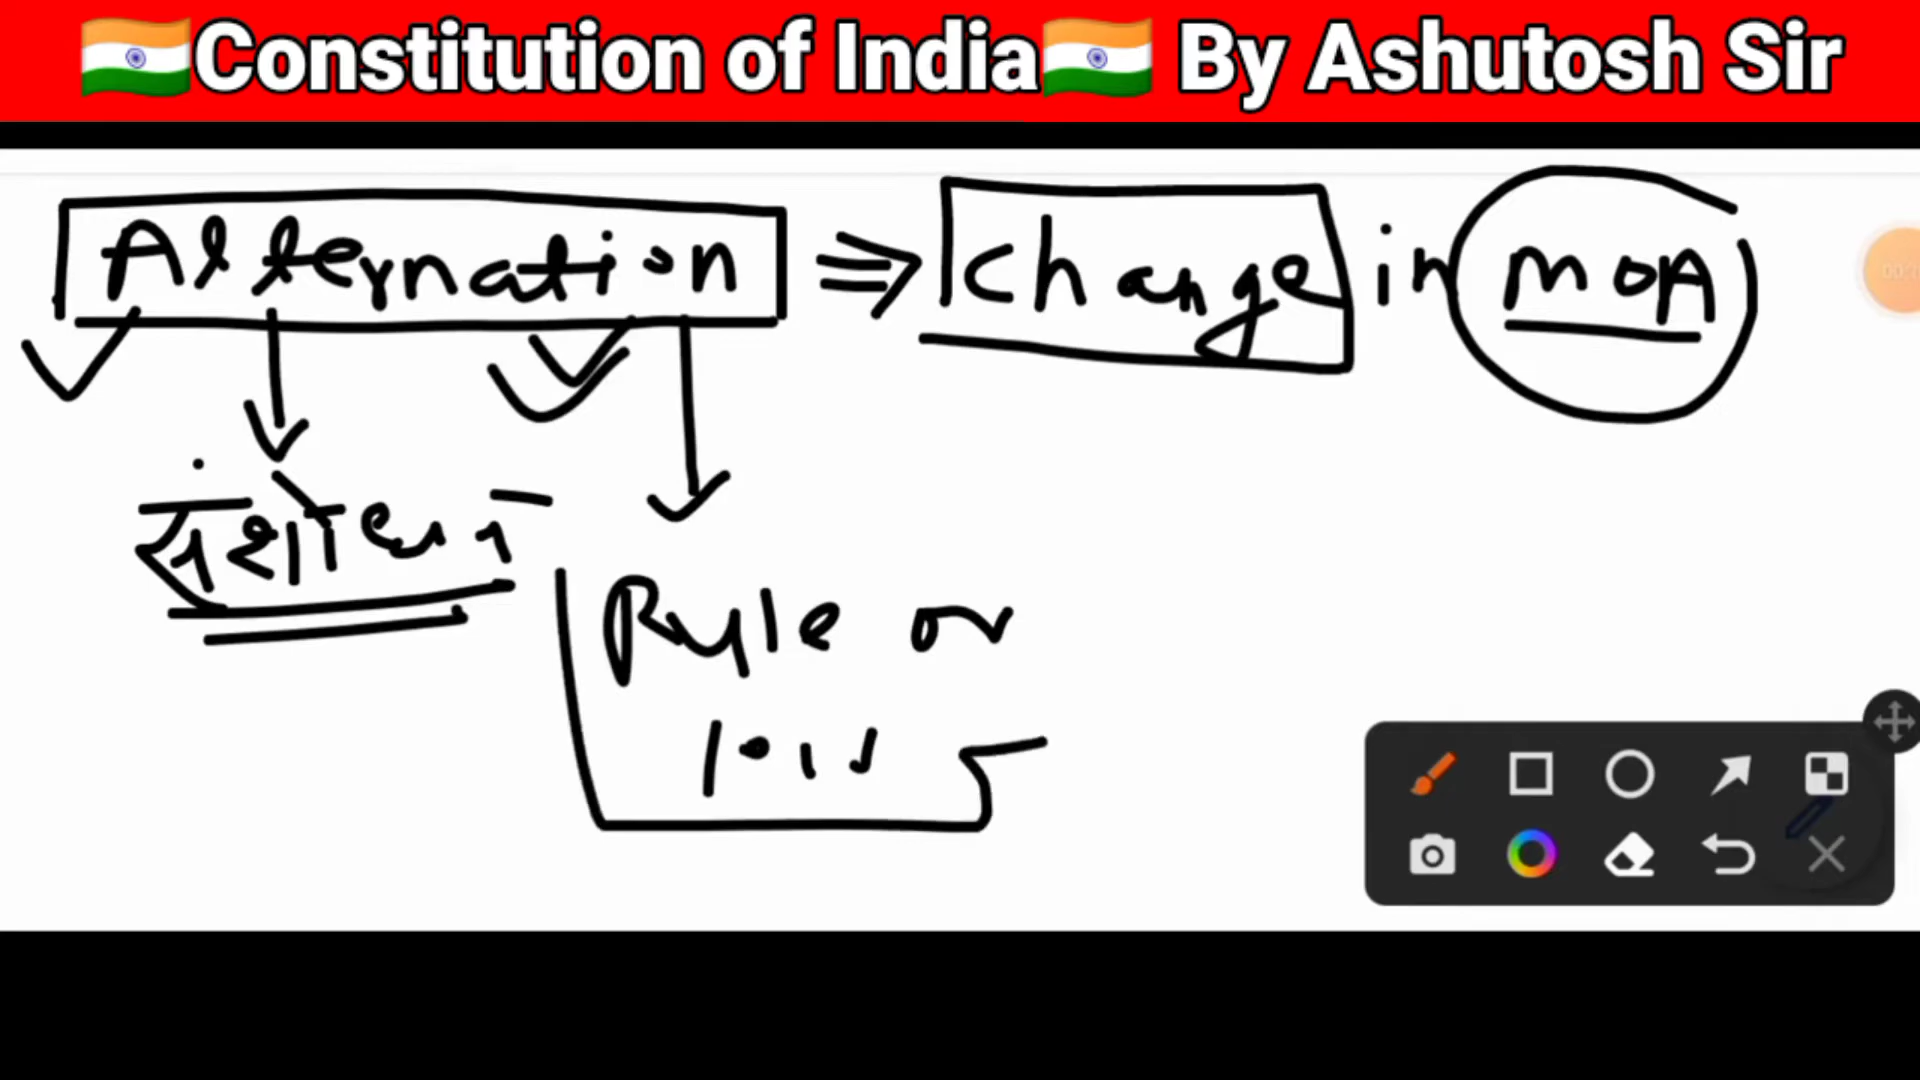 🇮🇳Constitution of India🇮🇳 By Ashutosh Sir
Alternation ⇒ Change in MOA
संशोधन
Rule or